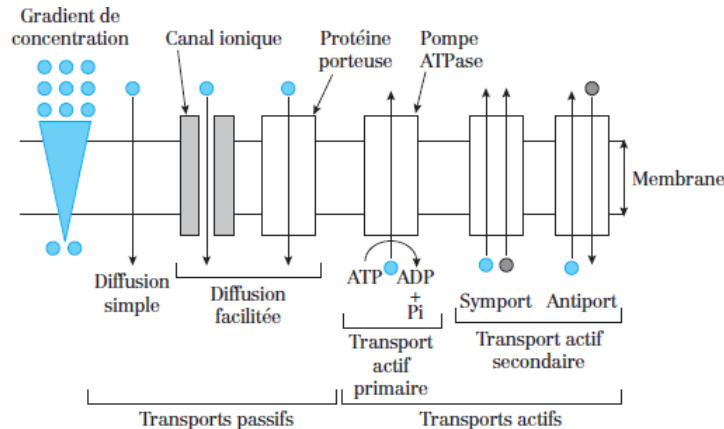 Gradient de
concentration
Canal ionique
Protéine
porteuse
Pompe
ATPase
Membrane
Diffusion
simple
Diffusion
facilitée
ATP
ADP
+
Pi
Symport
Antiport
Transport
actif
primaire
Transport actif
secondaire
Transports passifs
Transports actifs